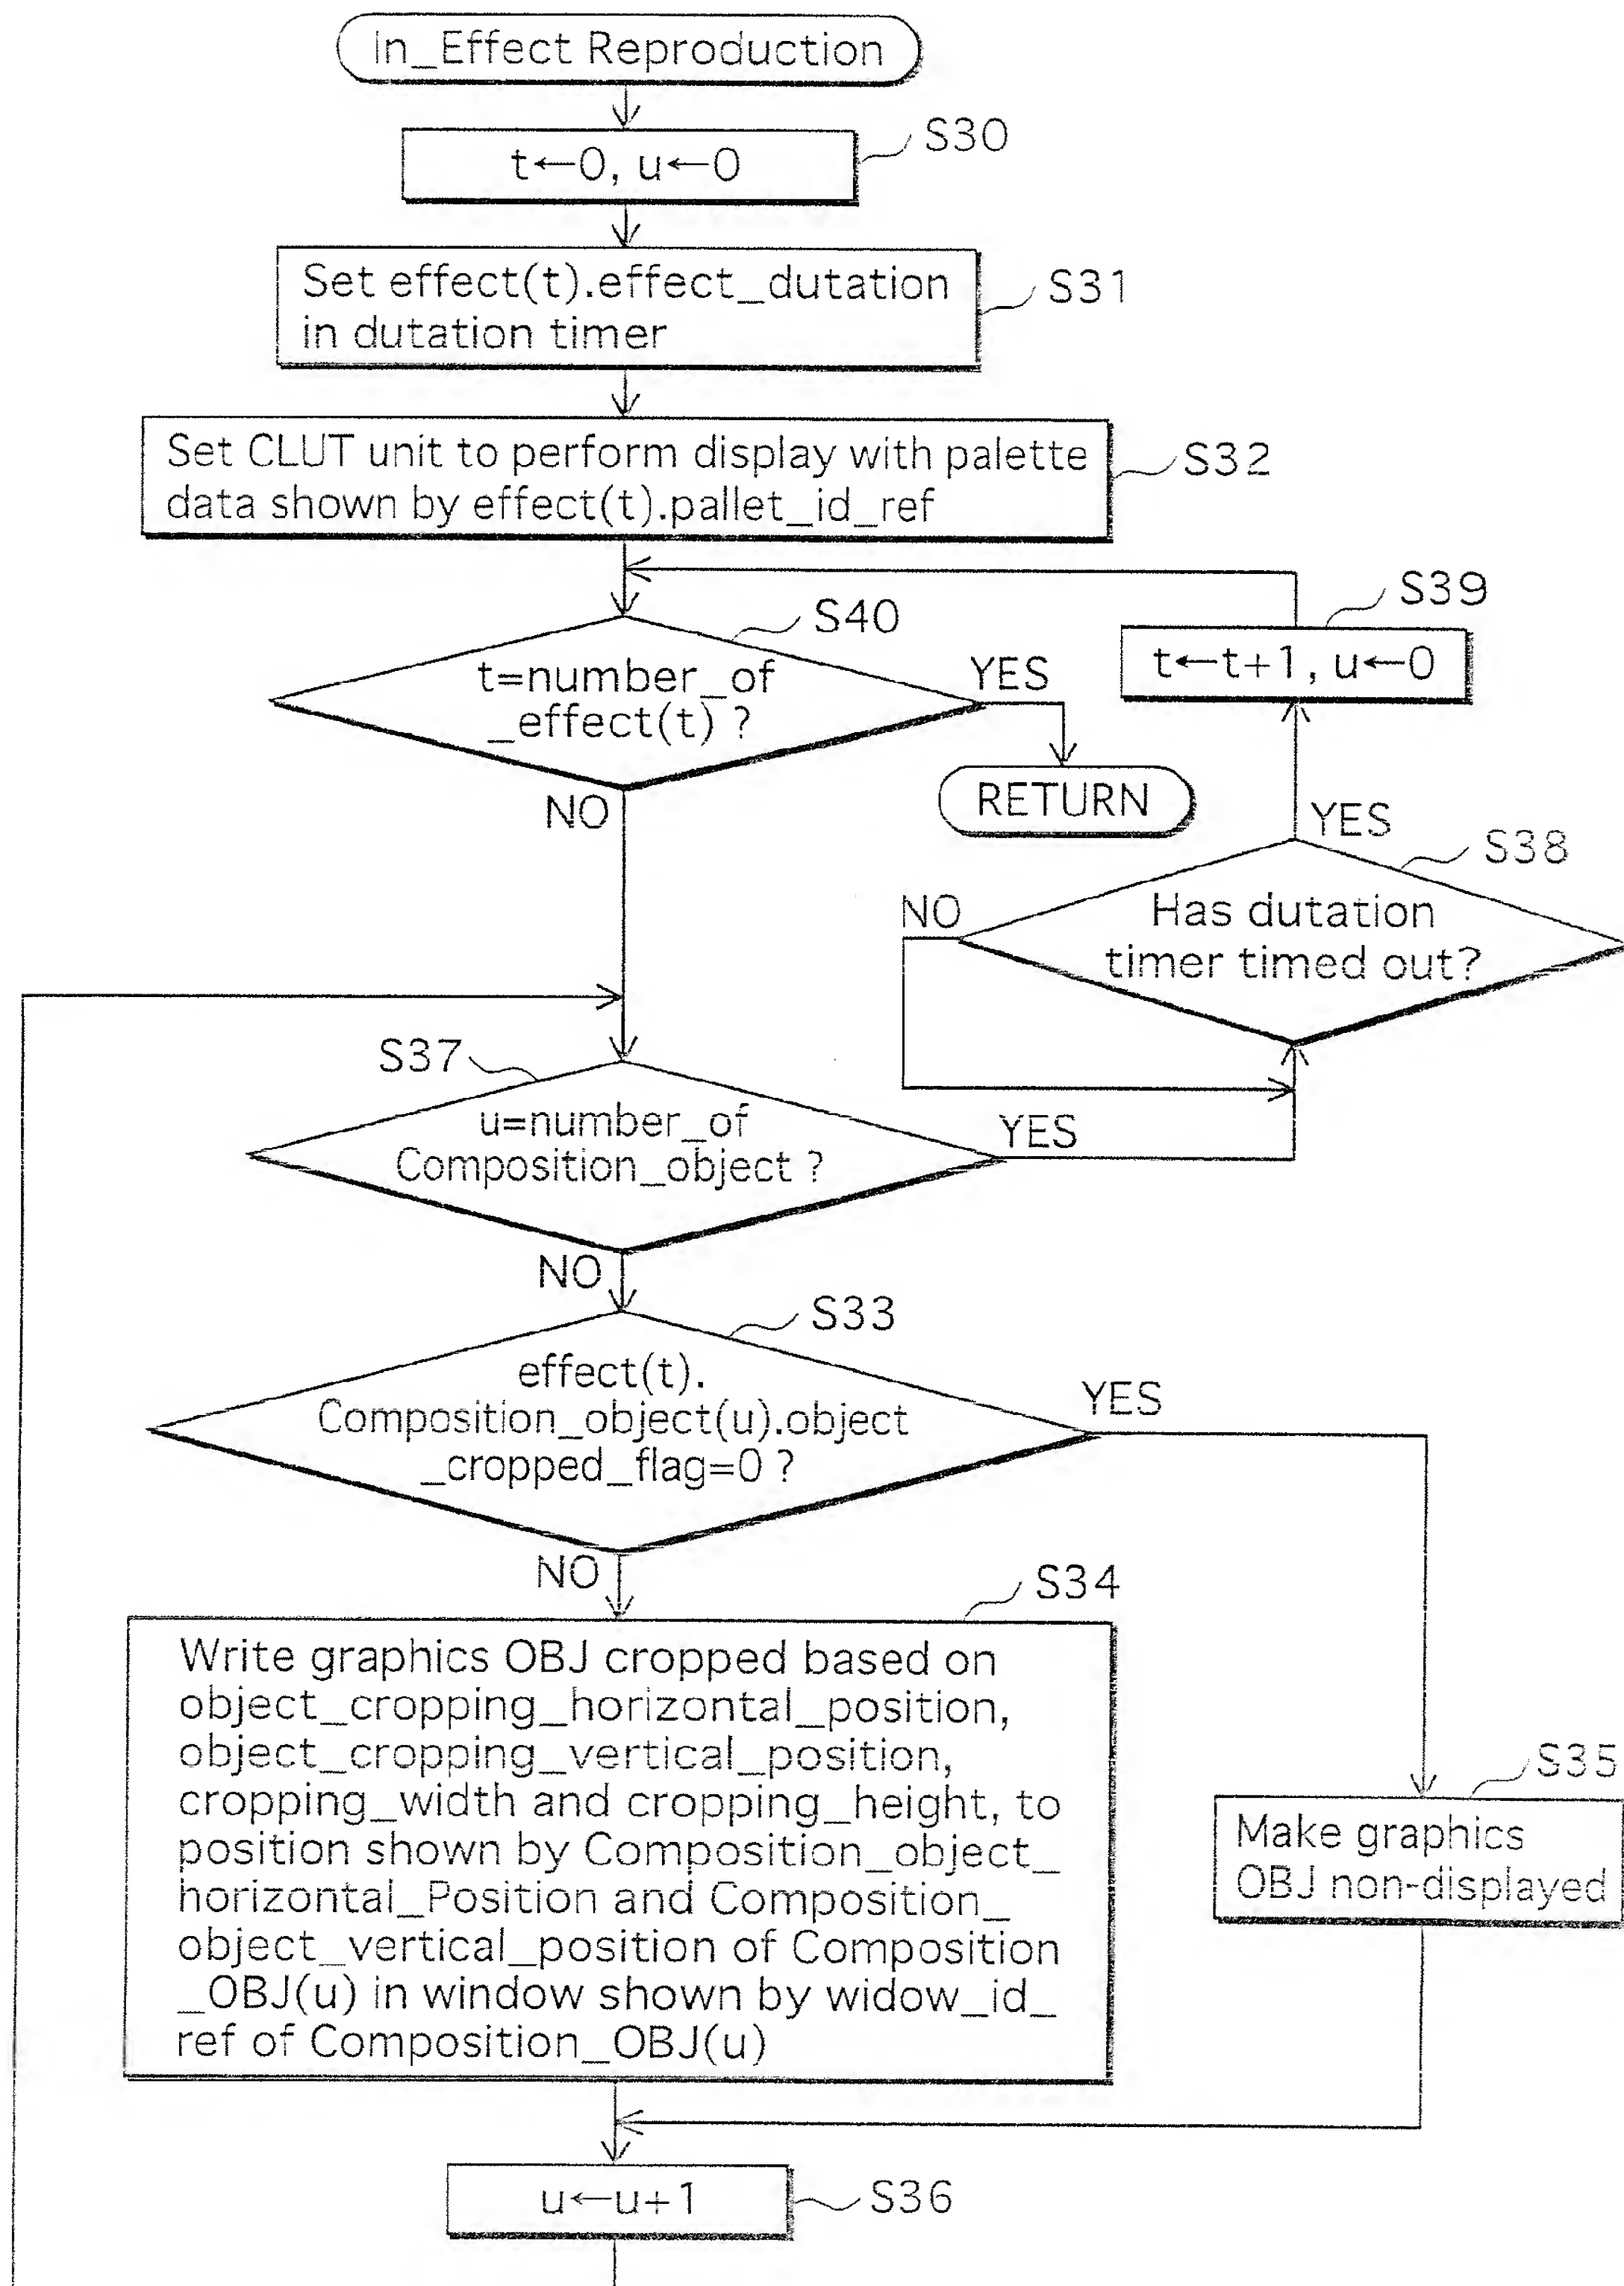 In_Effect Reproduction
S30
t←0, u←0
Set effect(t).effect_dutation
in dutation timer
S31
Set CLUT unit to perform display with palette
data shown by effect(t).pallet_id_ref
S32
S39
t←t+1, u←0
S40
t=number_of
_effect(t) ?
YES
RETURN
NO
YES
S38
NO
Has dutation
timer timed out?
S37
u=number_of
Composition_object ?
YES
NO
S33
effect(t).
Composition_object(u).object
_cropped_flag=0 ?
YES
NO
S34
Write graphics OBJ cropped based on
object_cropping_horizontal_position,
object_cropping_vertical_position,
cropping_width and cropping_height, to
position shown by Composition_object_
horizontal_Position and Composition_
object_vertical_position of Composition
_OBJ(u) in window shown by widow_id_
ref of Composition_OBJ(u)
S35
Make graphics
OBJ non-displayed
u←u+1
S36